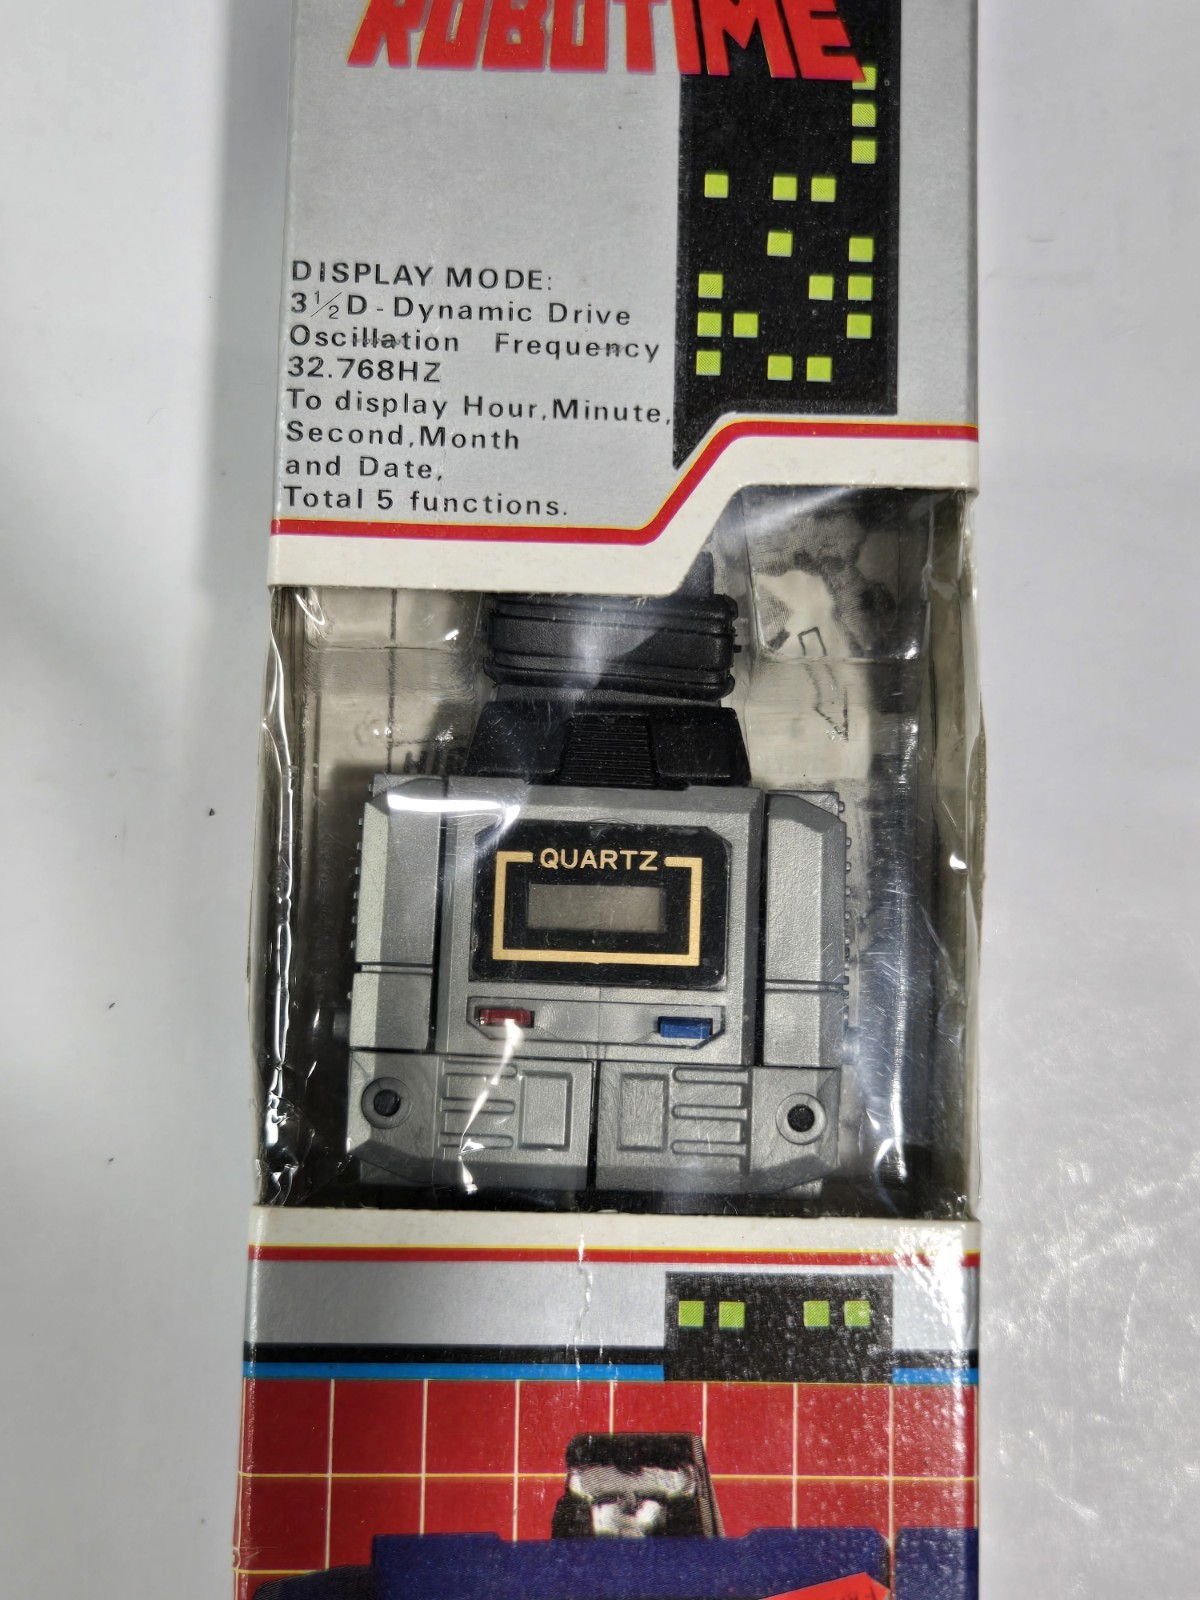 ROBOTIME
DISPLAY MODE:
3½D-Dynamic Drive
Oscillation Frequency
32.768HZ
To display Hour,Minute,
Second,Month
and Date,
Total 5 functions.
QUARTZ